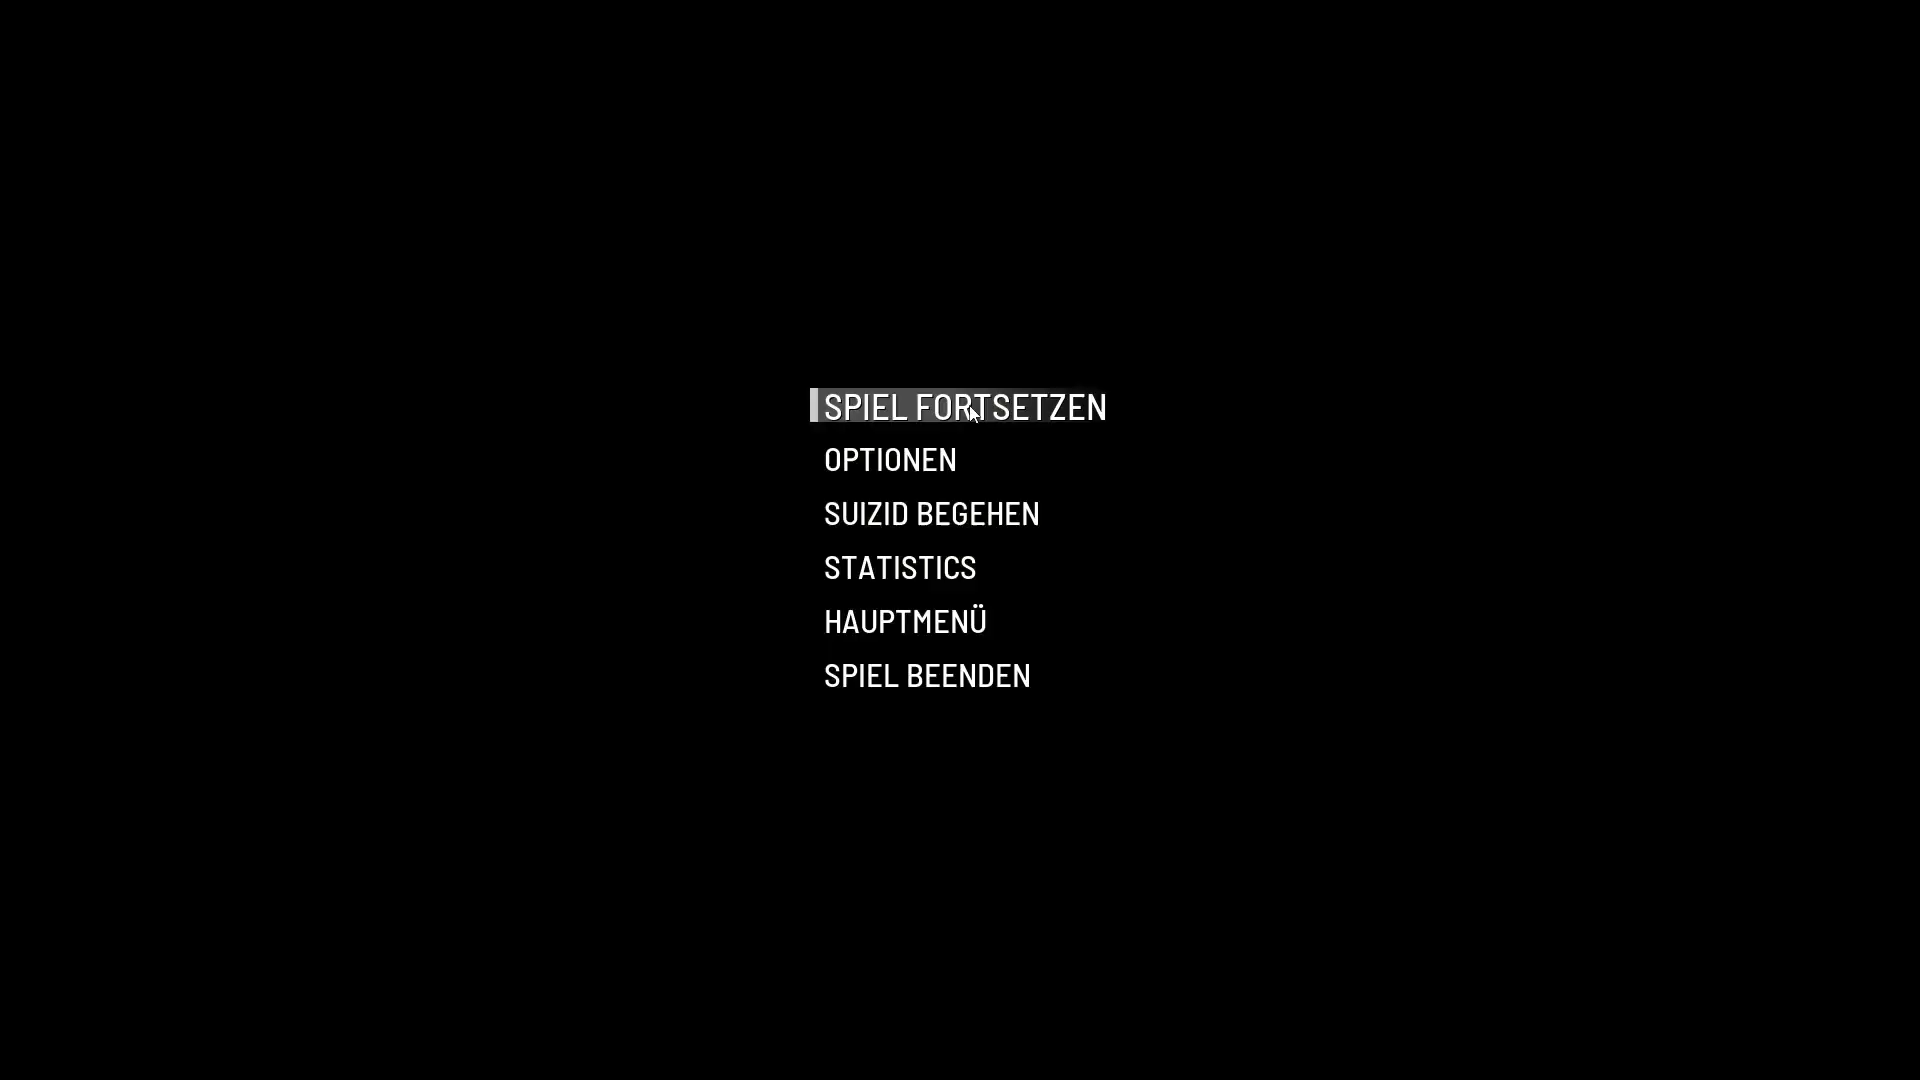 SPIEL FORTSETZEN
OPTIONEN
SUIZID BEGEHEN
STATISTICS
HAUPTMENÜ
SPIEL BEENDEN